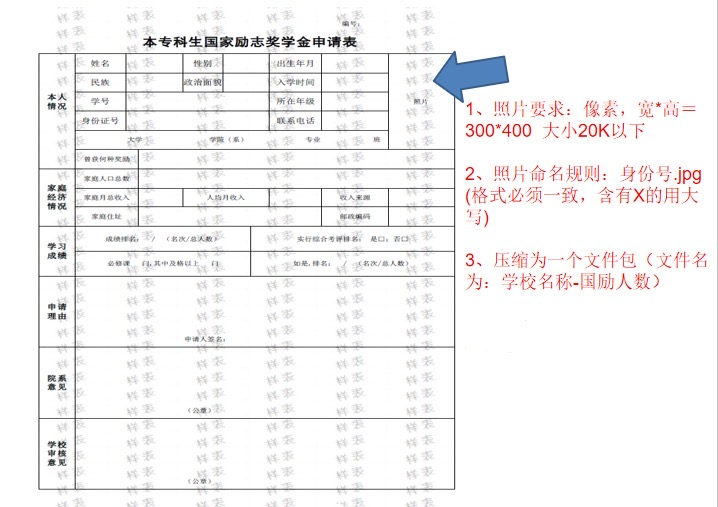 编号：
本专科生国家励志奖学金申请表
本人情况
姓名 性别 出生年月
民族 政治面貌 入学时间
学号 所在年级
身份证号 联系电话
照片
大学 学院（系） 专业 班
曾获何种奖励
家庭经济情况
家庭人口总数
家庭月总收入 人均月收入 收入来源
家庭住址 邮政编码
学习成绩
成绩排名： / （名次/总人数） 实行综合考评排名： 是口；否口
必修课 门,其中及格以上 门 如是,排名： / （名次/总人数）
申请理由
申请人签名：
院系意见
（公章）
学校审核意见
（公章）
样表
1、照片要求：像素，宽*高＝
300*400 大小20K以下
2、照片命名规则：身份号.jpg
(格式必须一致，含有X的用大
写)
3、压缩为一个文件包（文件名
为：学校名称-国励人数）